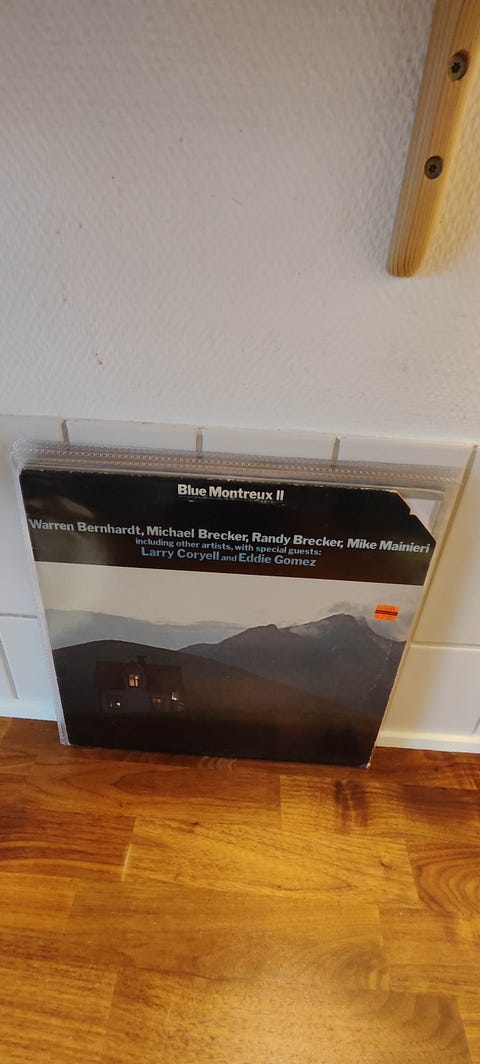 Blue Montreux II
Warren Bernhardt, Michael Brecker, Randy Brecker, Mike Mainieri
including other artists, with special guests:
Larry Coryell and Eddie Gomez